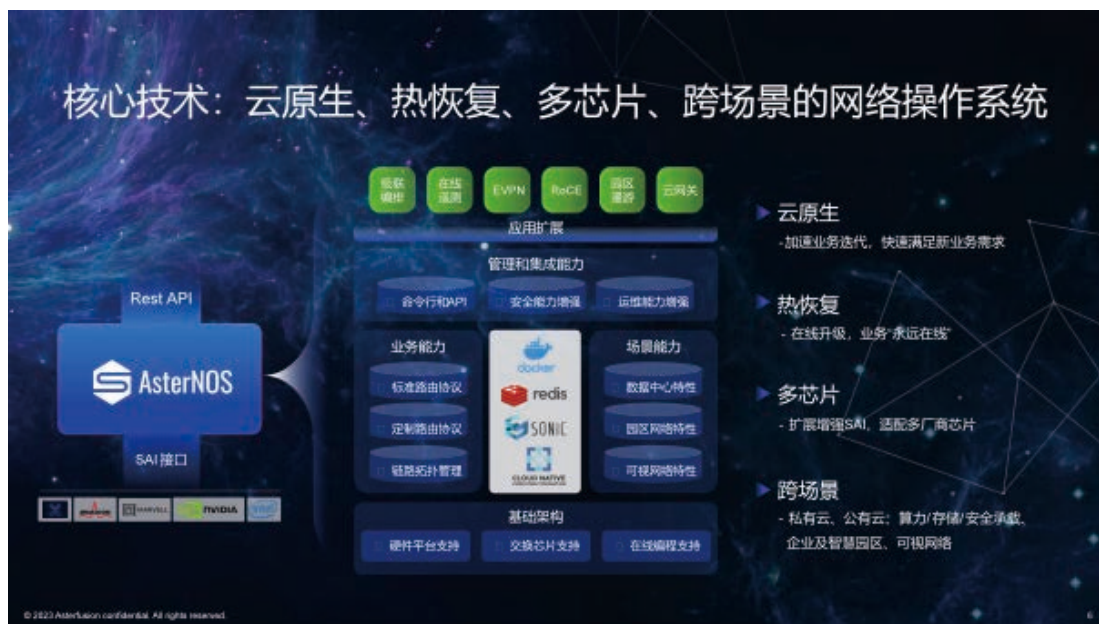 核心技术：云原生、热恢复、多芯片、跨场景的网络操作系统
在线
遥测
EVPN
RoCE
园区
漫游
云网关
应用扩展
管理和集成能力
命令行和API
安全能力增强
运维能力增强
Rest API
AsterNOS
SAI 接口
MARVELL
NVIDIA
intel
业务能力
标准路由协议
定制路由协议
链路拓扑管理
docker
redis
SONiC
CLOUD NATIVE
场景能力
数据中心特性
园区网络特性
可视网络特性
基础架构
硬件平台支持
交换芯片支持
在线编程支持
云原生
-加速业务迭代，快速满足新业务需求
热恢复
- 在线升级，业务“永远在线”
多芯片
- 扩展增强SAI，适配多厂商芯片
跨场景
- 私有云、公有云；算力/存储/安全承载、
企业及智慧园区、可视网络
© 2023 Asterfusion confidential. All rights reserved.
6